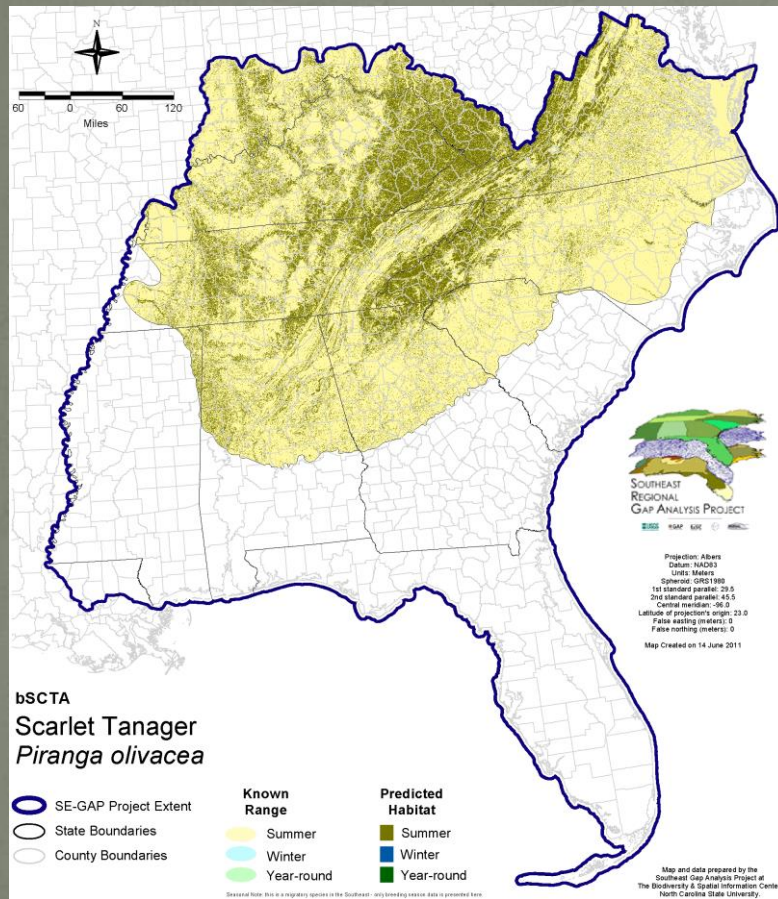 N
60 0 60 120
Miles
SOUTHEAST
REGIONAL
GAP ANALYSIS PROJECT
USGS
GAP
Projection: Albers
Datum: NAD83
Units: Meters
Spheroid: GRS1980
1st standard parallel: 29.5
2nd standard parallel: 45.5
Central meridian: -96.0
Latitude of projection's origin: 23.0
False easting (meters): 0
False northing (meters): 0
Map Created on 14 June 2011
bSCTA
Scarlet Tanager
Piranga olivacea
SE-GAP Project Extent
State Boundaries
County Boundaries
Known
Range
Summer
Winter
Year-round
Predicted
Habitat
Summer
Winter
Year-round
Seasonal Note: this is a migratory species in the Southeast - only breeding season data is presented here
Map and data prepared by the
Southeast Gap Analysis Project at
The Biodiversity & Spatial Information Cente
North Carolina State University.